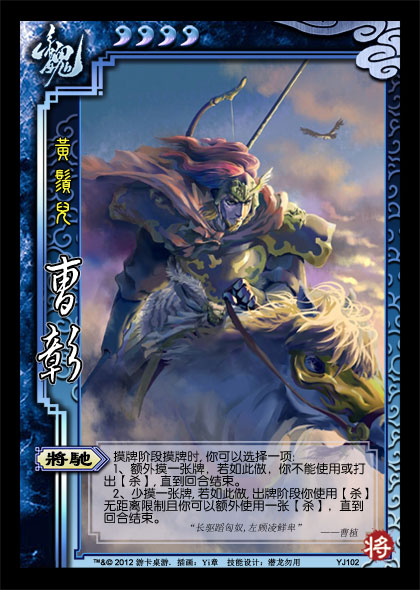 魏
黃鬚兒
曹彰
將馳
摸牌阶段摸牌时,你可以选择一项:
1、额外摸一张牌, 若如此做, 你不能使用或打
出【杀】,直到回合结束。
2、少摸一张牌,若如此做,出牌阶段你使用【杀】
无距离限制且你可以额外使用一张【杀】,直到
回合结束。
“长驱蹈匈奴,左顾凌鲜卑”
——曹植
将
™&© 2012 游卡桌游. 插画: Yi章 技能设计: 潜龙勿用 YJ102